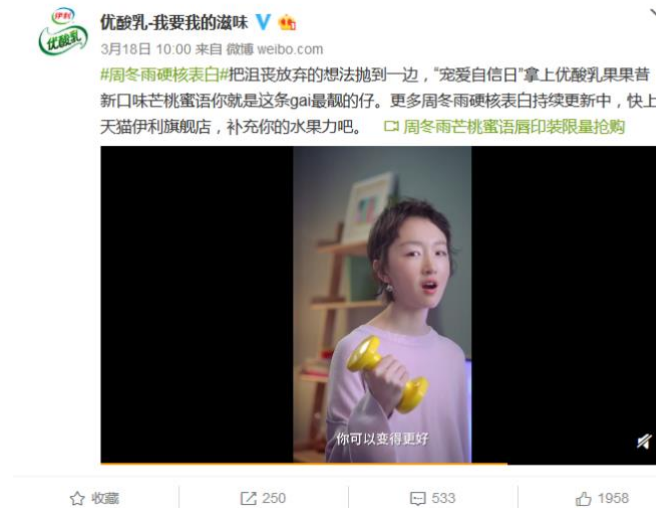 伊利
优酸乳
优酸乳-我要我的滋味
3月18日 10:00 来自 微博 weibo.com
#周冬雨硬核表白#把沮丧放弃的想法抛到一边，“宠爱自信日”拿上优酸乳果果昔
新口味芒桃蜜语你就是这条gai最靓的仔。更多周冬雨硬核表白持续更新中，快上
天猫伊利旗舰店，补充你的水果力吧。 周冬雨芒桃蜜语唇印装限量抢购
你可以变得更好
收藏
250
533
1958